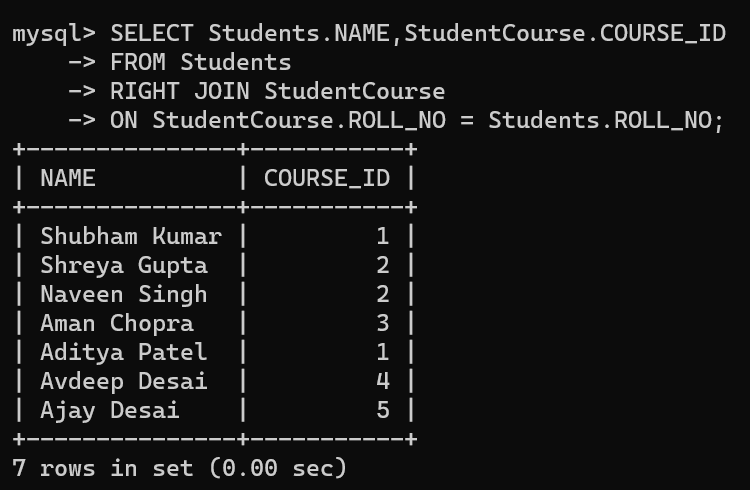 mysql> SELECT Students.NAME,StudentCourse.COURSE_ID
    -> FROM Students
    -> RIGHT JOIN StudentCourse
    -> ON StudentCourse.ROLL_NO = Students.ROLL_NO;
+---------------+-----------+
| NAME          | COURSE_ID |
+---------------+-----------+
| Shubham Kumar |         1 |
| Shreya Gupta  |         2 |
| Naveen Singh  |         2 |
| Aman Chopra   |         3 |
| Aditya Patel  |         1 |
| Avdeep Desai  |         4 |
| Ajay Desai    |         5 |
+---------------+-----------+
7 rows in set (0.00 sec)